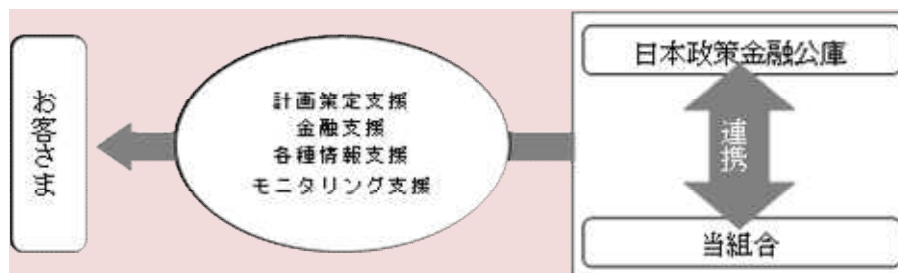 お客さま
計画策定支援
金融支援
各種情報支援
モニタリング支援
日本政策金融公庫
連携
当組合